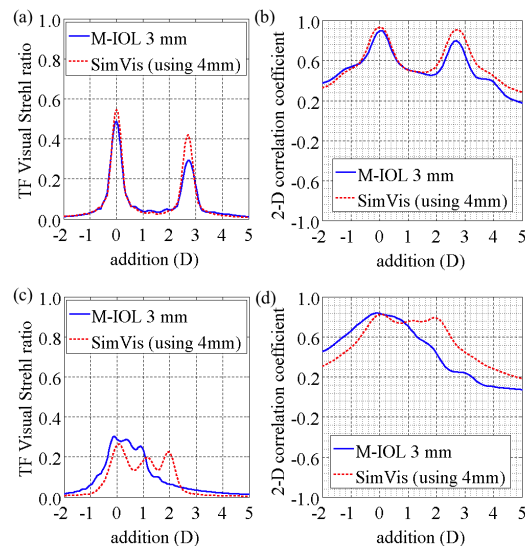 (a)
TF Visual Strehl ratio
1.0
0.8
0.6
0.4
0.2
0.0
M-IOL 3 mm
SimVis (using 4mm)
-2 -1 0 1 2 3 4 5
addition (D)
(b)
2-D correlation coefficient
1.0
0.6
0.2
-0.2
-0.6
-1.0
M-IOL 3 mm
SimVis (using 4mm)
-2 -1 0 1 2 3 4 5
addition (D)
(c)
TF Visual Strehl ratio
1.0
0.8
0.6
0.4
0.2
0.0
M-IOL 3 mm
SimVis (using 4mm)
-2 -1 0 1 2 3 4 5
addition (D)
(d)
2-D correlation coefficient
1.0
0.6
0.2
-0.2
-0.6
-1.0
M-IOL 3 mm
SimVis (using 4mm)
-2 -1 0 1 2 3 4 5
addition (D)